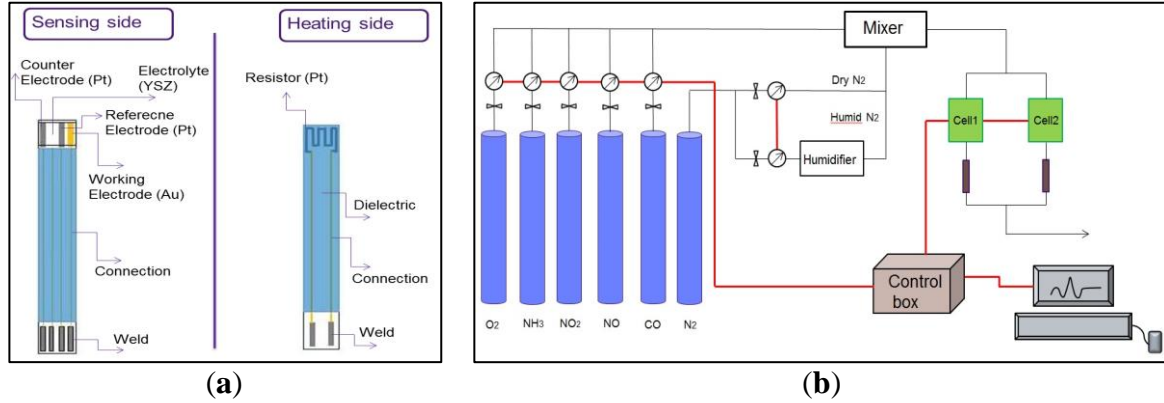 Sensing side
Heating side
Counter
Electrode (Pt)
Electrolyte
(YSZ)
Referecne
Electrode (Pt)
Working
Electrode (Au)
Connection
Weld
Resistor (Pt)
Dielectric
Connection
Weld
(a)
Mixer
Dry N2
Humid N2
Humidifier
Cell1
Cell2
Control
box
O2
NH3
NO2
NO
CO
N2
(b)